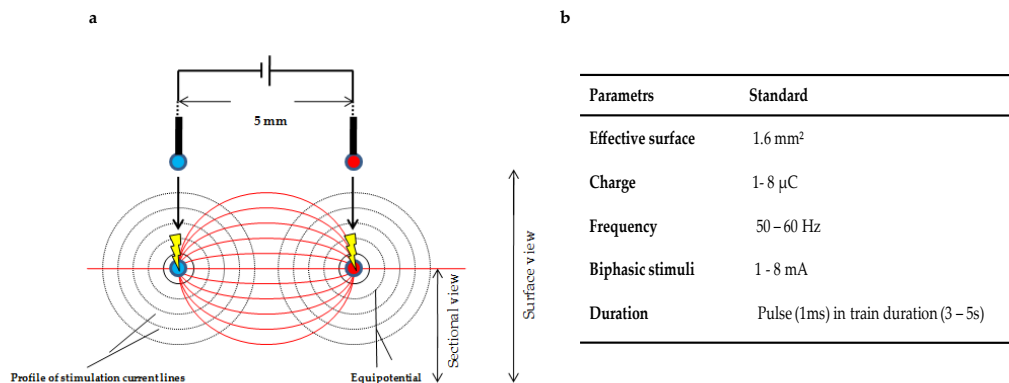 a
b
5 mm
Parametrs Standard
Effective surface 1.6 mm²
Charge 1- 8 µC
Frequency 50 – 60 Hz
Biphasic stimuli 1 - 8 mA
Duration Pulse (1ms) in train duration (3 – 5s)
Sectional view
Surface view
Profile of stimulation current lines
Equipotential